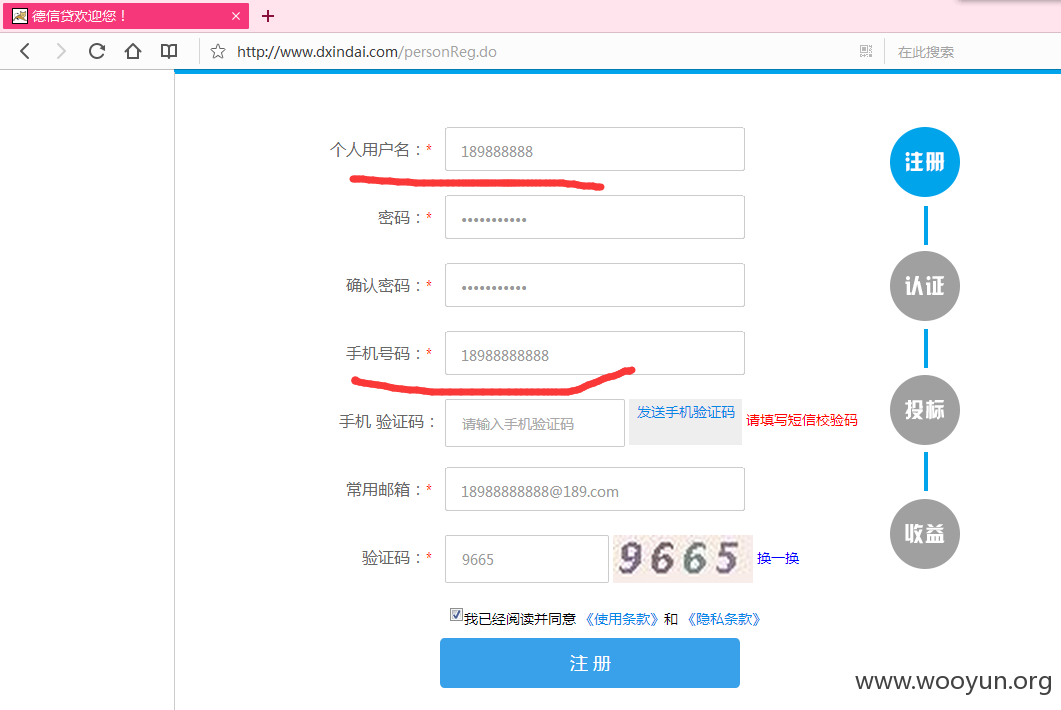 德信贷欢迎您！
http://www.dxindai.com/personReg.do
在此搜索
个人用户名：* 189888888
注册
密码：* •••••••••••
确认密码：* •••••••••••
认证
手机号码：* 18988888888
手机 验证码： 请输入手机验证码 发送手机验证码 请填写短信校验码
投标
常用邮箱：* 18988888888@189.com
收益
验证码：* 9665 9665 换一换
我已经阅读并同意 《使用条款》和 《隐私条款》
注 册
www.wooyun.org